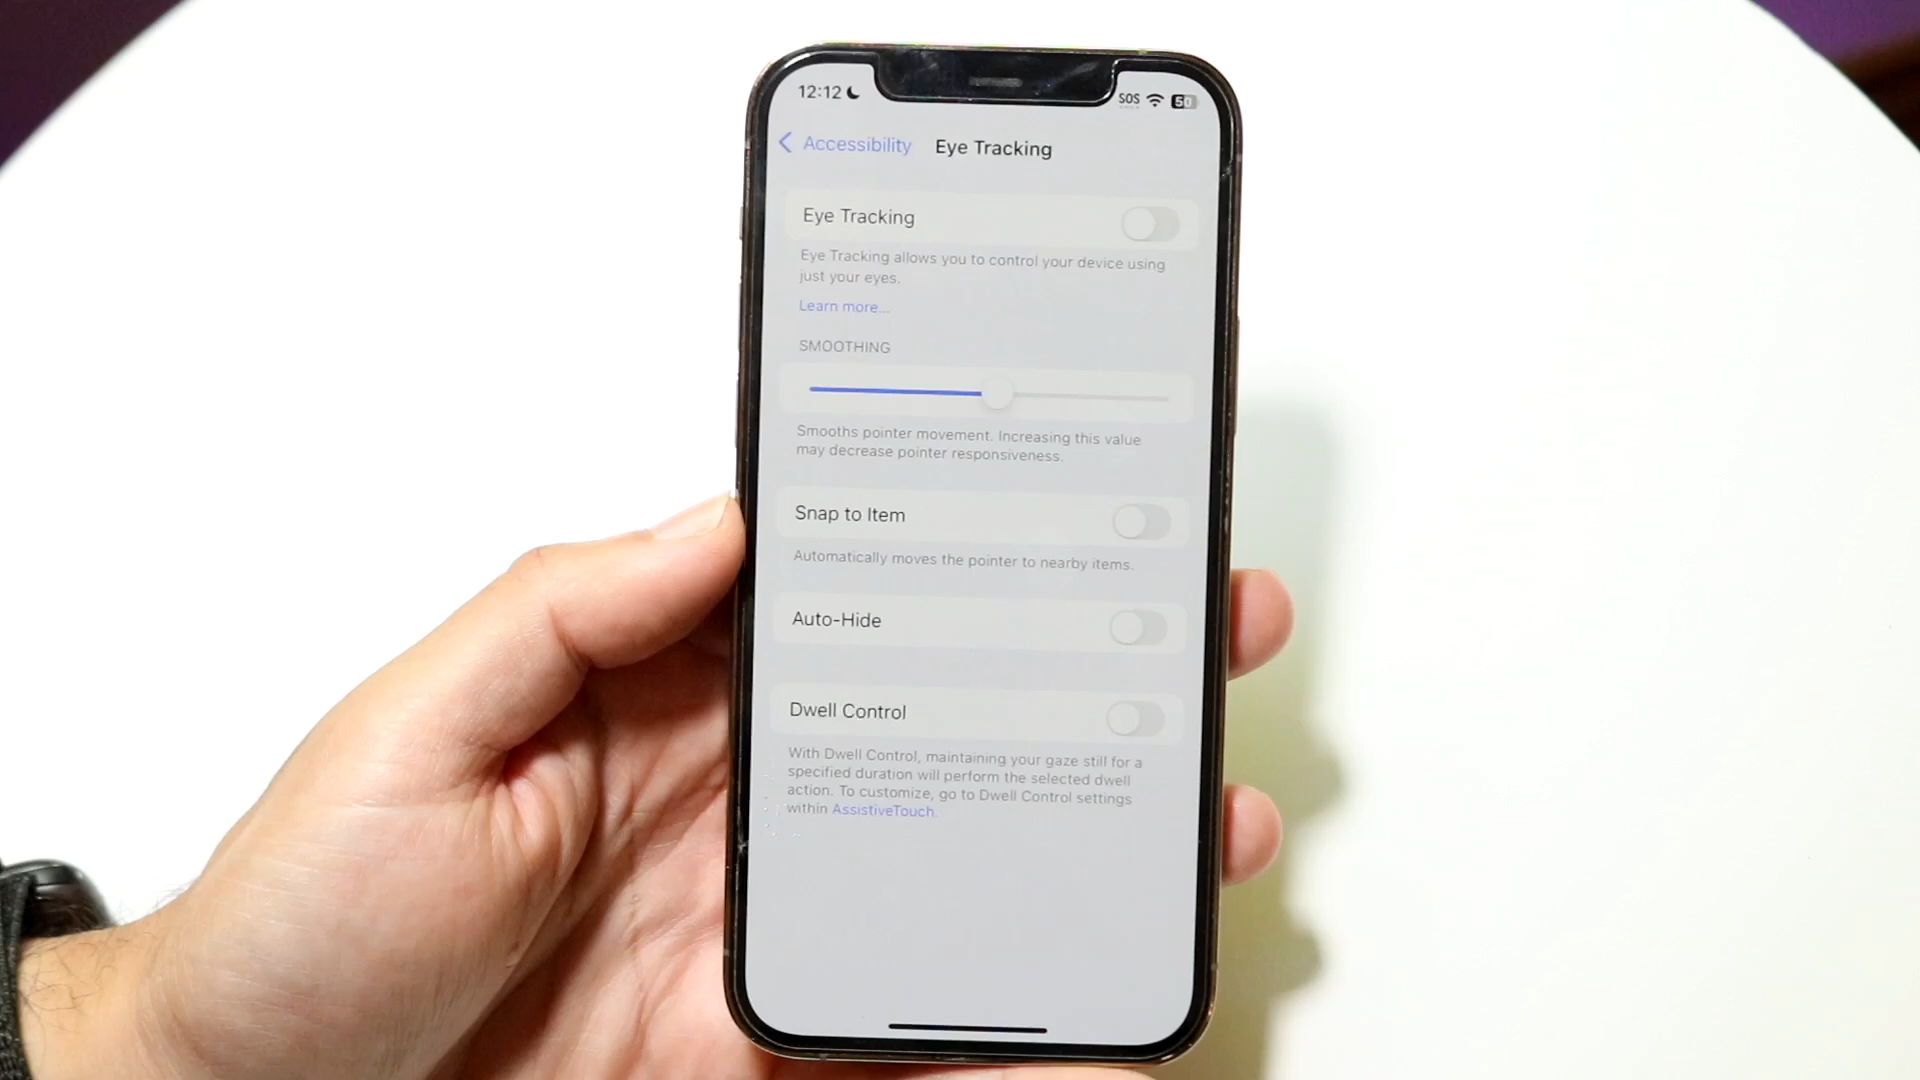 12:12
SOS
50
Accessibility
Eye Tracking
Eye Tracking
Eye Tracking allows you to control your device using
just your eyes.
Learn more...
SMOOTHING
Smooths pointer movement. Increasing this value
may decrease pointer responsiveness.
Snap to Item
Automatically moves the pointer to nearby items.
Auto-Hide
Dwell Control
With Dwell Control, maintaining your gaze still for a
specified duration will perform the selected dwell
action. To customize, go to Dwell Control settings
within AssistiveTouch.